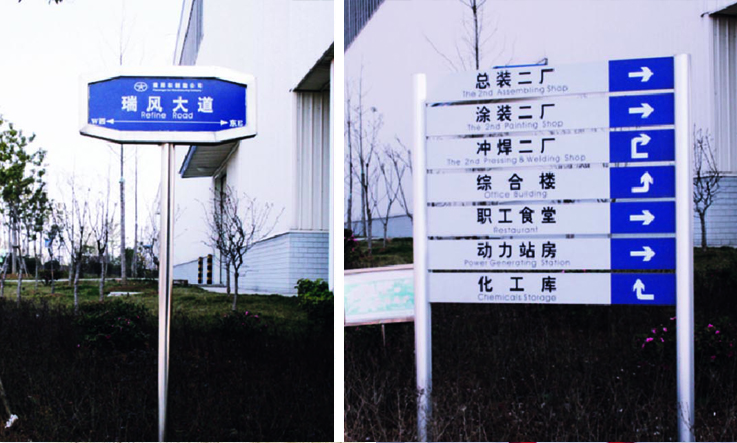 瑞风大道
Refine Road
W西
东E
总装二厂
The 2nd Assembling Shop
涂装二厂
The 2nd Painting Shop
冲焊二厂
The 2nd Prassing & Welding Shop
综合楼
Office Building
职工食堂
Restaurant
动力站房
Power Generating Station
化工库
Chemicals Storage